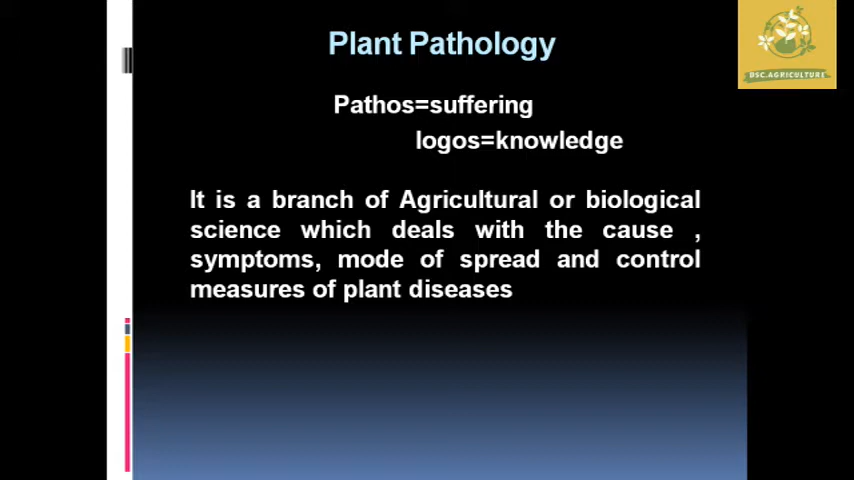 Plant Pathology
BSC.AGRICULTURE
Pathos=suffering
logos=knowledge
It is a branch of Agricultural or biological
science which deals with the cause ,
symptoms, mode of spread and control
measures of plant diseases